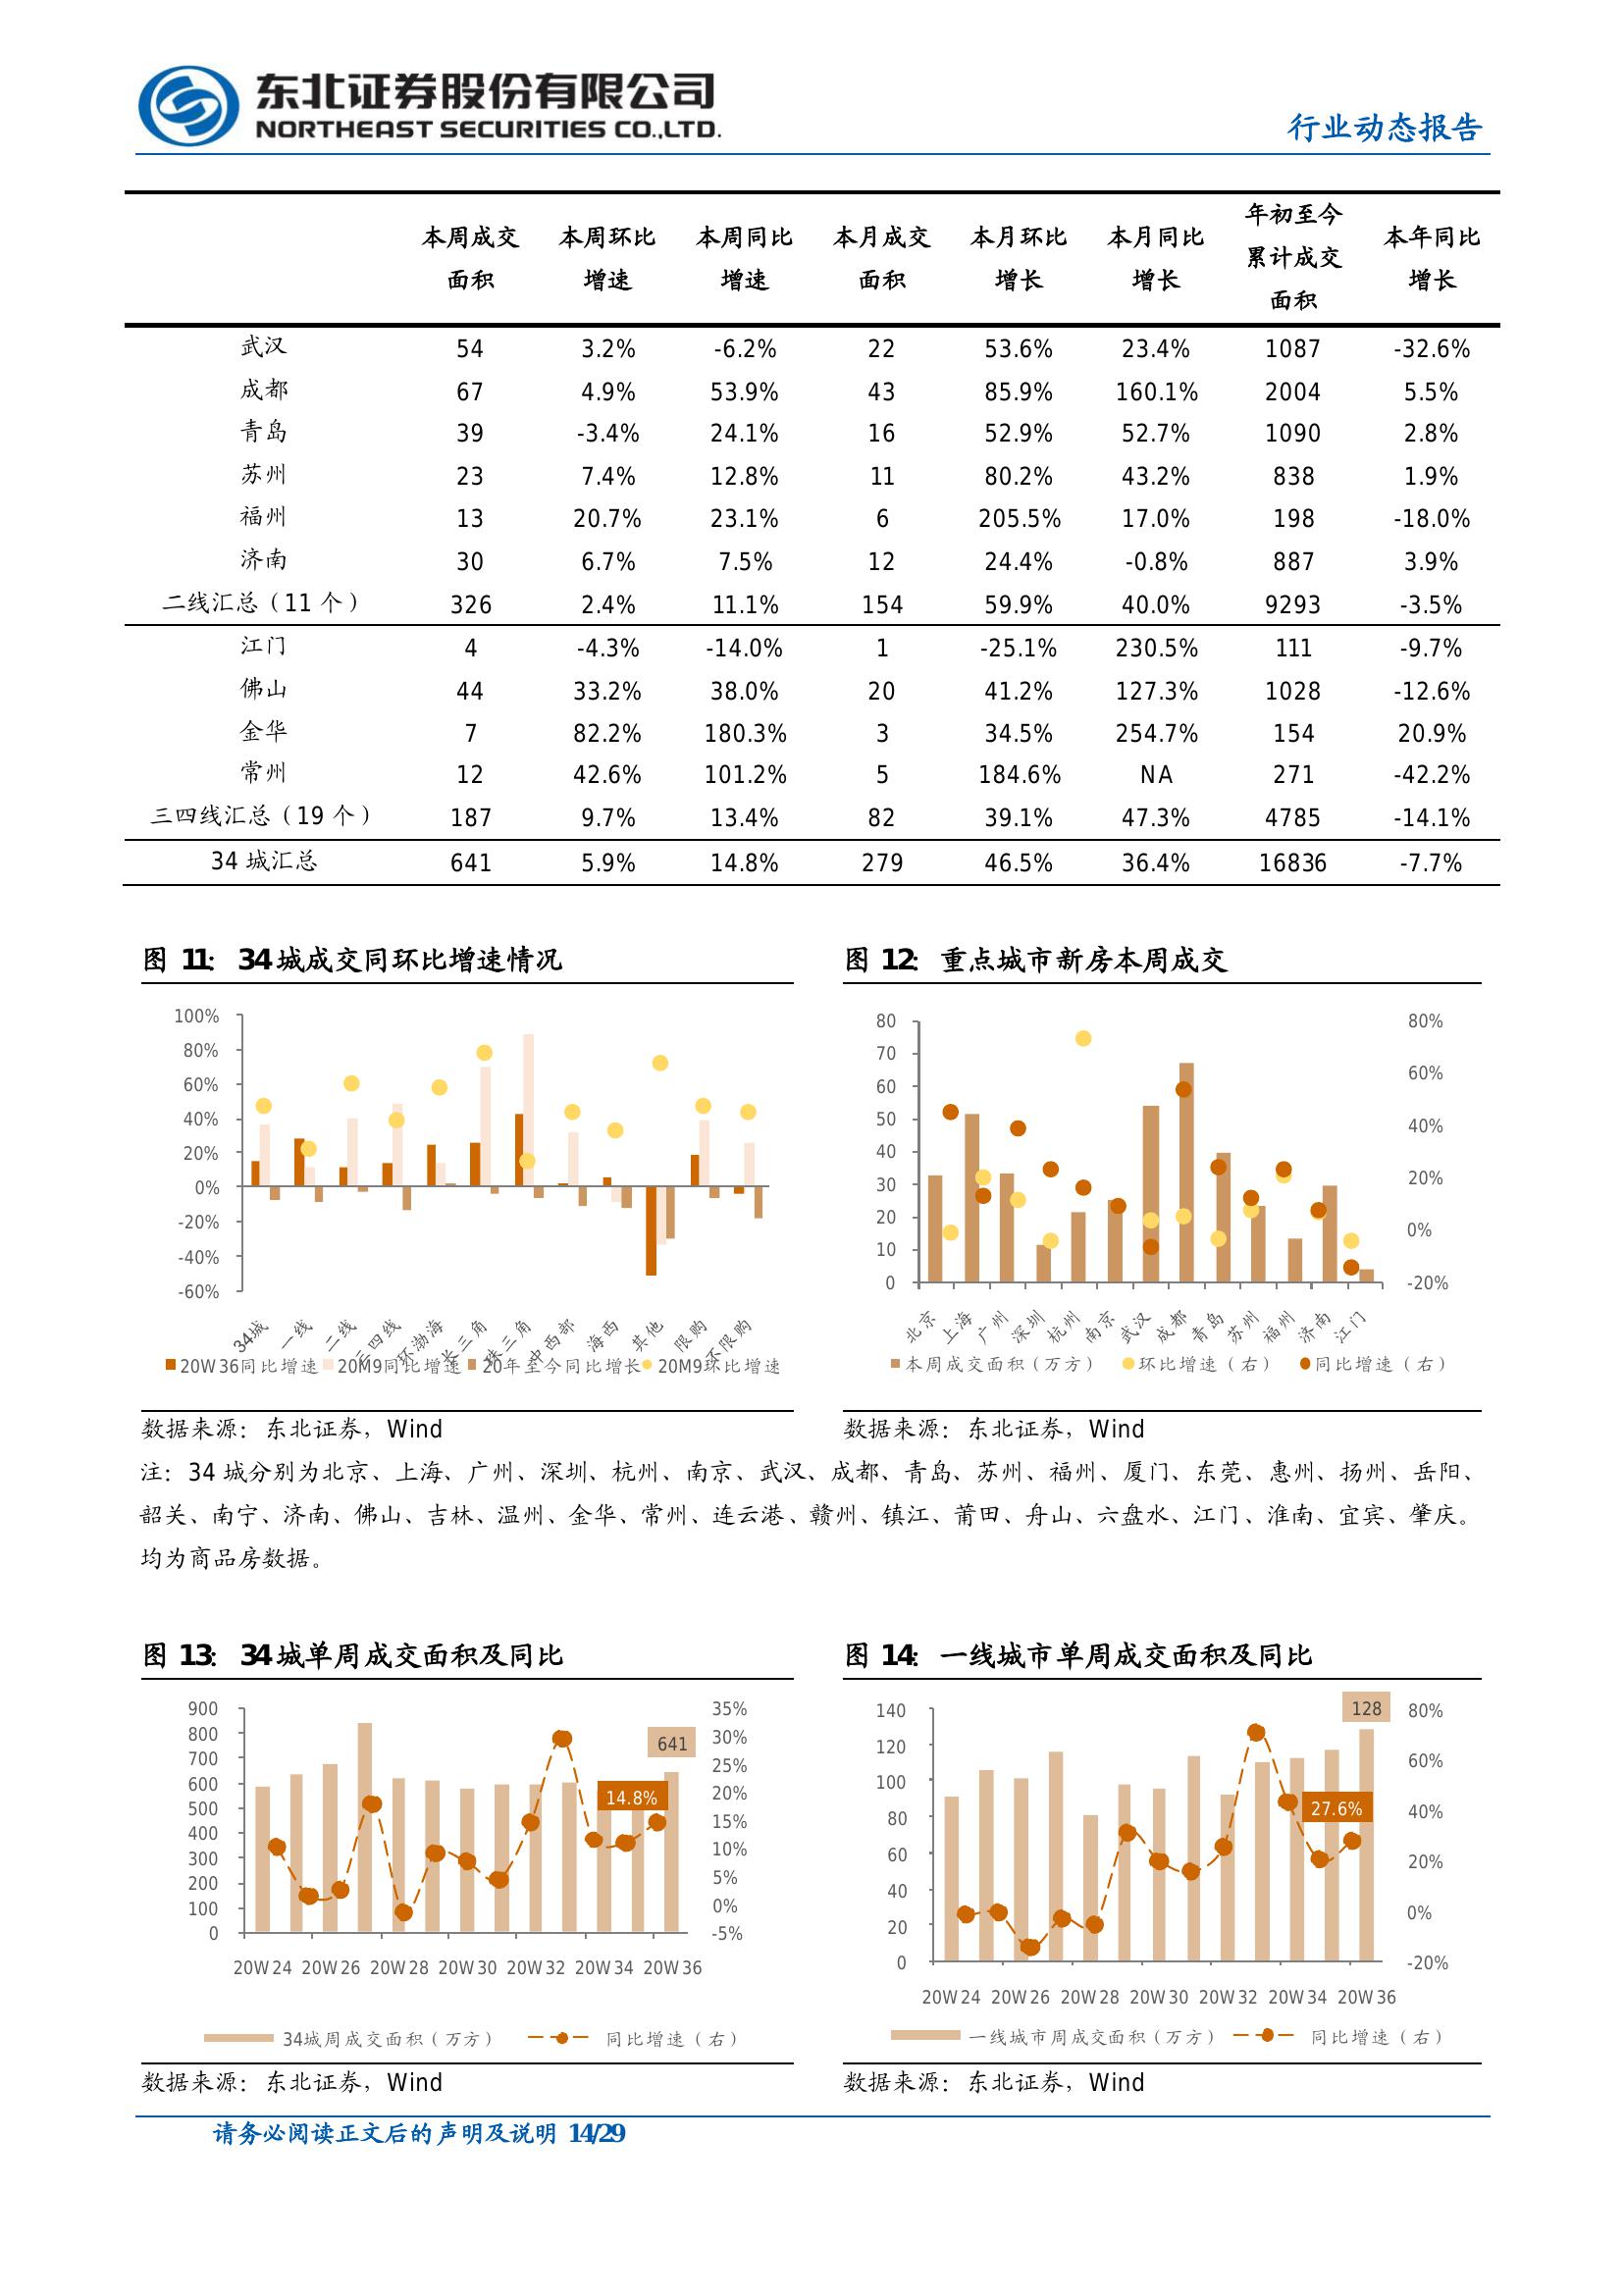 东北证券股份有限公司
NORTHEAST SECURITIES CO.,LTD.
行业动态报告
本周成交面积 本周环比增速 本周同比增速 本月成交面积 本月环比增长 本月同比增长 年初至今累计成交面积 本年同比增长
武汉 54 3.2% -6.2% 22 53.6% 23.4% 1087 -32.6%
成都 67 4.9% 53.9% 43 85.9% 160.1% 2004 5.5%
青岛 39 -3.4% 24.1% 16 52.9% 52.7% 1090 2.8%
苏州 23 7.4% 12.8% 11 80.2% 43.2% 838 1.9%
福州 13 20.7% 23.1% 6 205.5% 17.0% 198 -18.0%
济南 30 6.7% 7.5% 12 24.4% -0.8% 887 3.9%
二线汇总（11 个） 326 2.4% 11.1% 154 59.9% 40.0% 9293 -3.5%
江门 4 -4.3% -14.0% 1 -25.1% 230.5% 111 -9.7%
佛山 44 33.2% 38.0% 20 41.2% 127.3% 1028 -12.6%
金华 7 82.2% 180.3% 3 34.5% 254.7% 154 20.9%
常州 12 42.6% 101.2% 5 184.6% NA 271 -42.2%
三四线汇总（19 个） 187 9.7% 13.4% 82 39.1% 47.3% 4785 -14.1%
34 城汇总 641 5.9% 14.8% 279 46.5% 36.4% 16836 -7.7%
图 11： 34 城成交同环比增速情况
100%
80%
60%
40%
20%
0%
-20%
-40%
-60%
34城 一线 二线 三四线 环渤海 长三角 珠三角 中西部 海西 其他 限购 不限购
20W36同比增速 20M9同比增速 20年至今同比增长 20M9环比增速
数据来源：东北证券，Wind
图 12： 重点城市新房本周成交
80
70
60
50
40
30
20
10
0
80%
60%
40%
20%
0%
-20%
北京 上海 广州 深圳 杭州 南京 武汉 成都 青岛 苏州 福州 济南 江门
本周成交面积（万方） 环比增速（右） 同比增速（右）
数据来源：东北证券，Wind
注：34 城分别为北京、上海、广州、深圳、杭州、南京、武汉、成都、青岛、苏州、福州、厦门、东莞、惠州、扬州、岳阳、
韶关、南宁、济南、佛山、吉林、温州、金华、常州、连云港、赣州、镇江、莆田、舟山、六盘水、江门、淮南、宜宾、肇庆。
均为商品房数据。
图 13： 34 城单周成交面积及同比
900
800
700
600
500
400
300
200
100
0
35%
30%
25%
20%
15%
10%
5%
0%
-5%
641
14.8%
20W24 20W26 20W28 20W30 20W32 20W34 20W36
34城周成交面积（万方） 同比增速（右）
数据来源：东北证券，Wind
图 14： 一线城市单周成交面积及同比
140
120
100
80
60
40
20
0
80%
60%
40%
20%
0%
-20%
128
27.6%
20W24 20W26 20W28 20W30 20W32 20W34 20W36
一线城市周成交面积（万方） 同比增速（右）
数据来源：东北证券，Wind
请务必阅读正文后的声明及说明 14/29